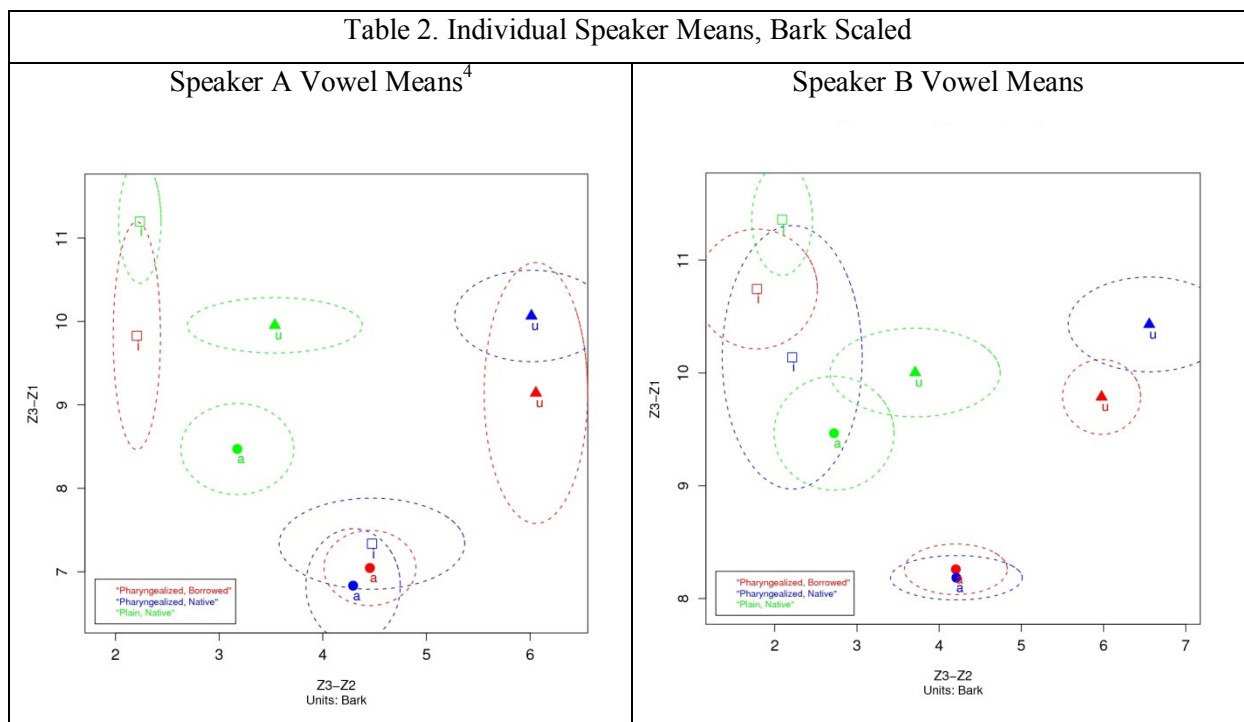 Table 2. Individual Speaker Means, Bark Scaled
Speaker A Vowel Means4
Speaker B Vowel Means
Z3−Z1
11
10
9
8
7
i
i
u
u
u
a
i
a
a
"Pharyngealized, Borrowed"
"Pharyngealized, Native"
"Plain, Native"
2 3 4 5 6
Z3−Z2
Units: Bark
Z3−Z1
11
10
9
8
i
i
i
u
u
u
a
a
a
"Pharyngealized, Borrowed"
"Pharyngealized, Native"
"Plain, Native"
2 3 4 5 6 7
Z3−Z2
Units: Bark